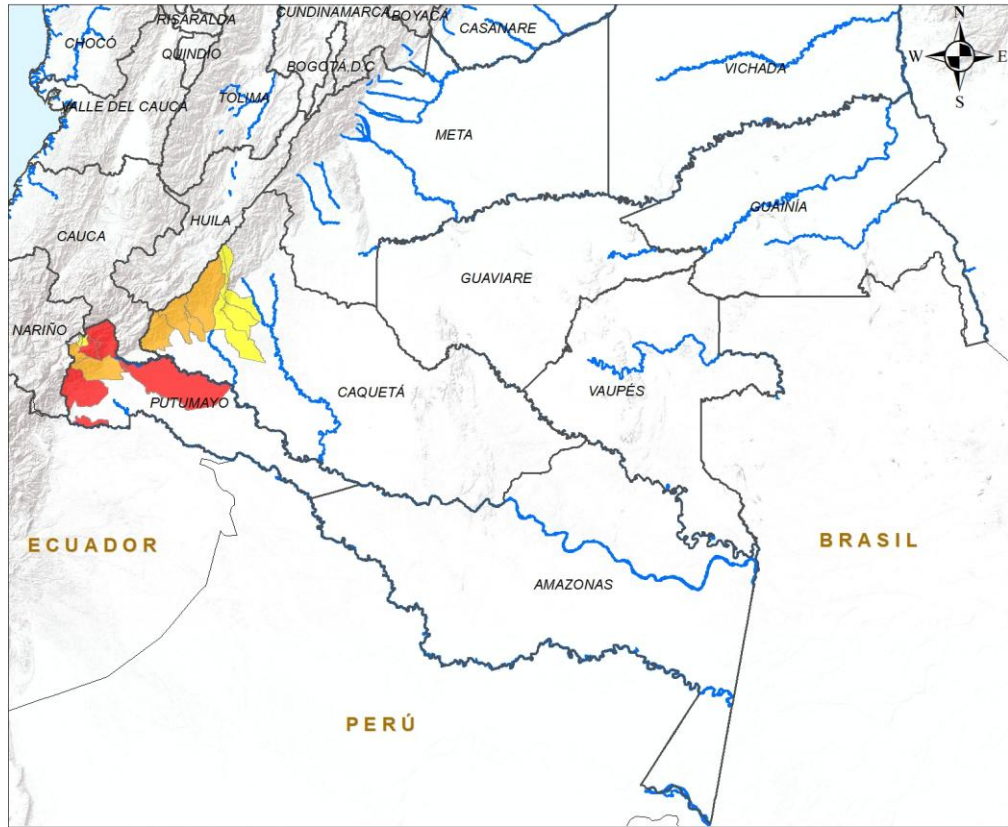 CUNDINAMARCA
BOYACÁ
RISARALDA
CASANARE
N
CHOCÓ
QUINDÍO
BOGOTÁ D.C
VICHADA
W
E
S
VALLE DEL CAUCA
TOLIMA
META
GUAINÍA
HUILA
CAUCA
GUAVIARE
NARIÑO
CAQUETÁ
VAUPÉS
PUTUMAYO
ECUADOR
BRASIL
AMAZONAS
PERÚ